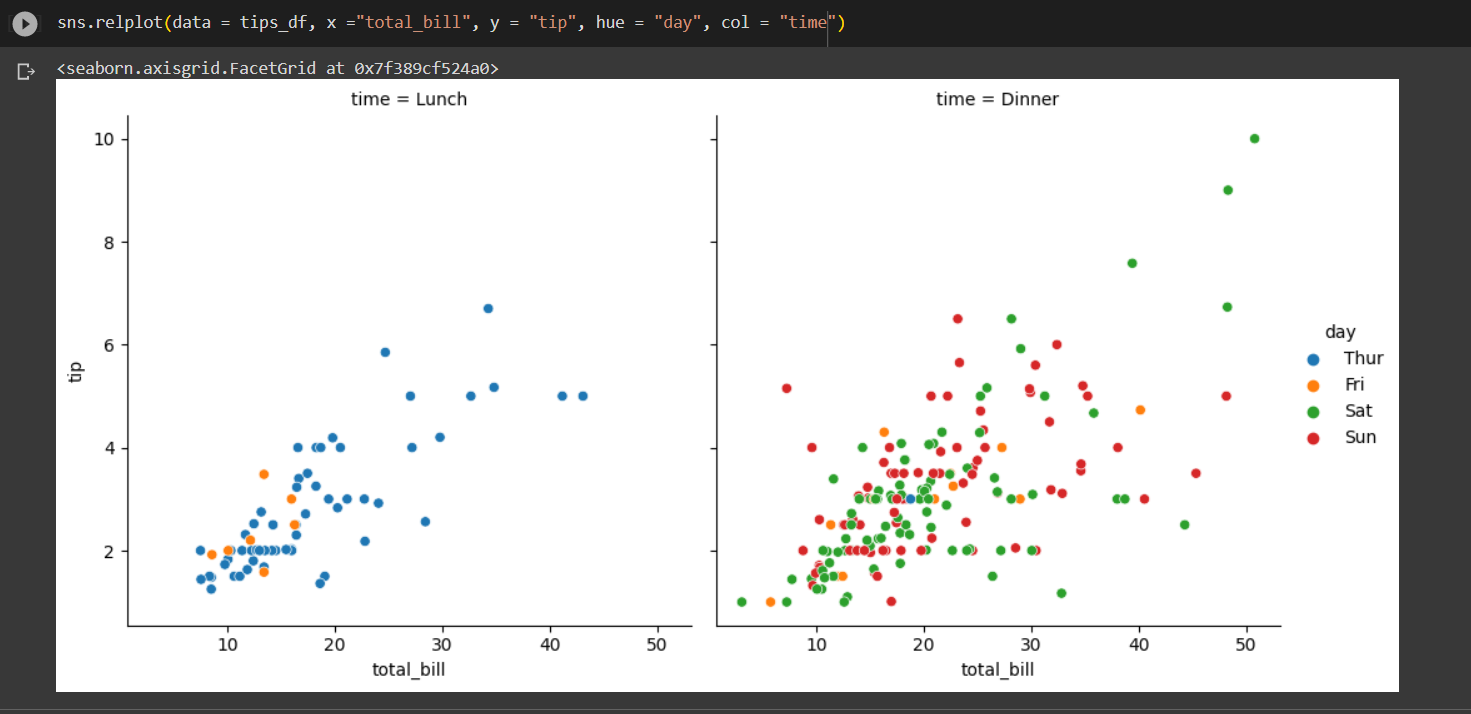 sns.relplot(data = tips_df, x ="total_bill", y = "tip", hue = "day", col = "time")
<seaborn.axisgrid.FacetGrid at 0x7f389cf524a0>
time = Lunch
time = Dinner
10
8
6
4
2
tip
10 20 30 40 50
total_bill
10 20 30 40 50
total_bill
day
Thur
Fri
Sat
Sun